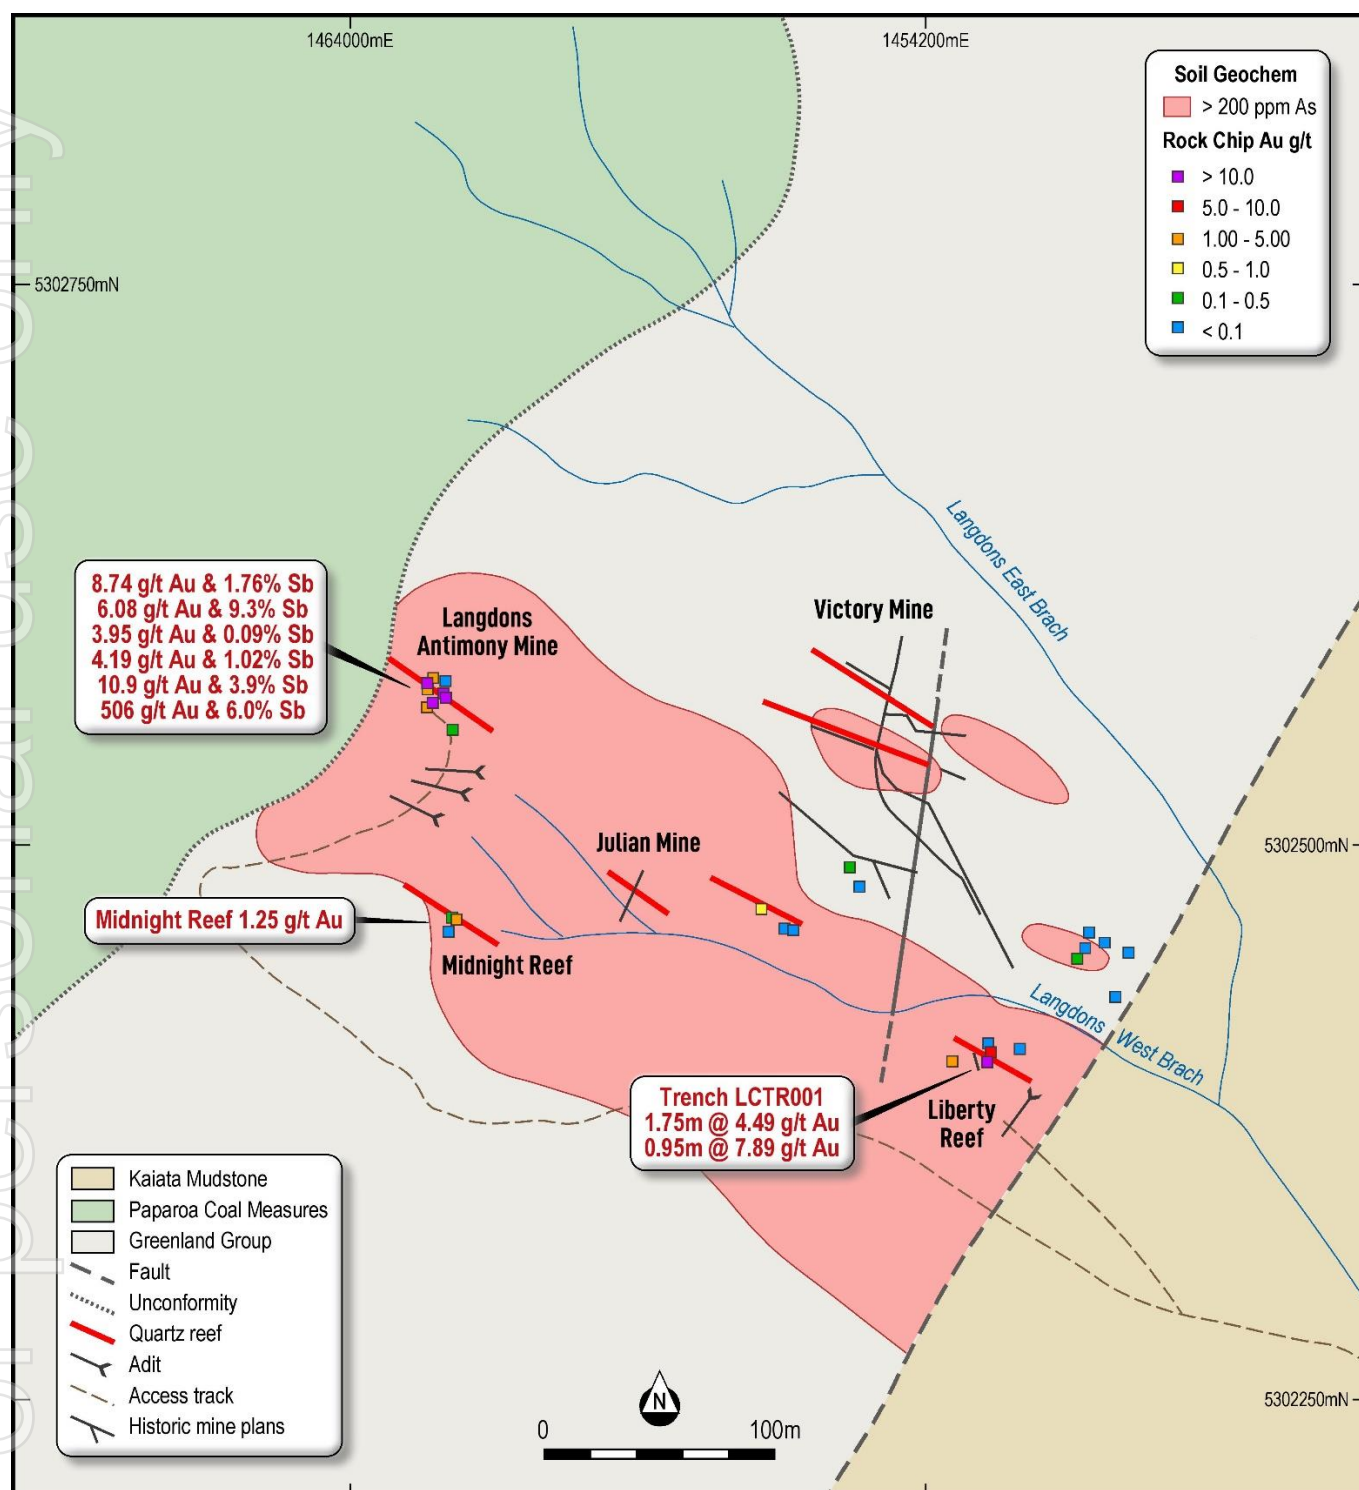 1464000mE
1454200mE
Soil Geochem
> 200 ppm As
Rock Chip Au g/t
> 10.0
5.0 - 10.0
1.00 - 5.00
0.5 - 1.0
0.1 - 0.5
< 0.1
5302750mN
Langdons East Brach
8.74 g/t Au & 1.76% Sb
6.08 g/t Au & 9.3% Sb
3.95 g/t Au & 0.09% Sb
4.19 g/t Au & 1.02% Sb
10.9 g/t Au & 3.9% Sb
506 g/t Au & 6.0% Sb
Langdons
Antimony Mine
Victory Mine
Julian Mine
5302500mN
Midnight Reef 1.25 g/t Au
Midnight Reef
Langdons West Brach
Trench LCTR001
1.75m @ 4.49 g/t Au
0.95m @ 7.89 g/t Au
Liberty
Reef
Kaiata Mudstone
Paparoa Coal Measures
Greenland Group
Fault
Unconformity
Quartz reef
Adit
Access track
Historic mine plans
N
0 100m
5302250mN
or personal use only